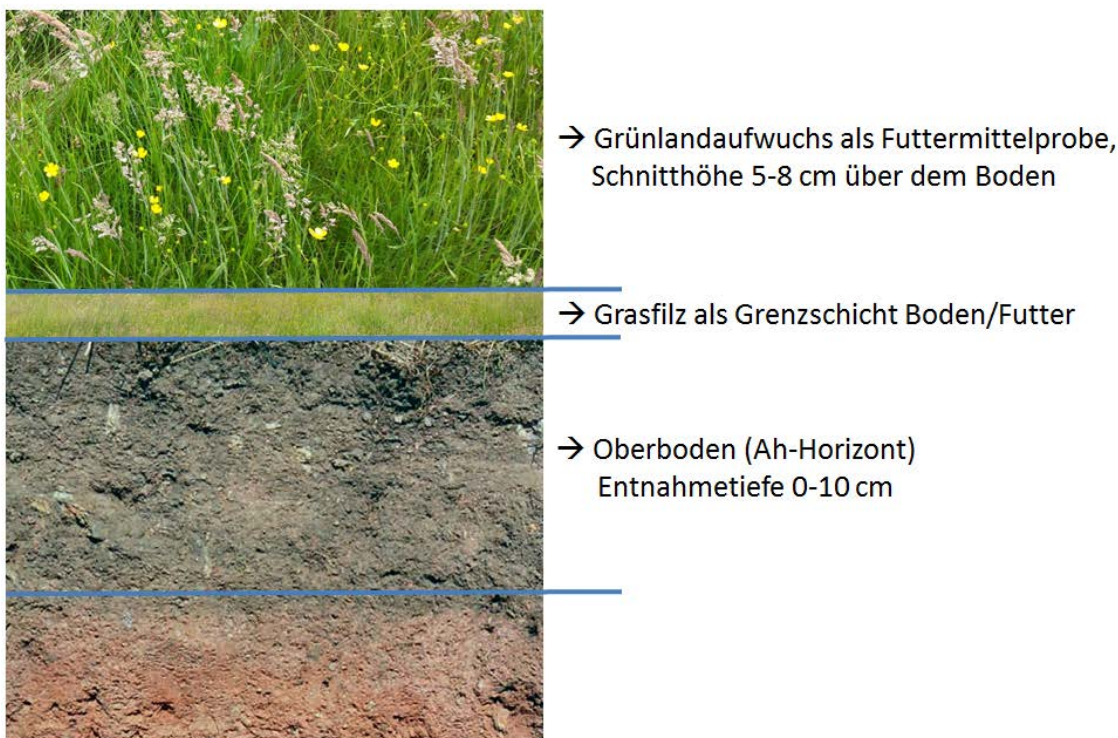 → Grünlandaufwuchs als Futtermittelprobe,
Schnitthöhe 5-8 cm über dem Boden
→ Grasfilz als Grenzschicht Boden/Futter
→ Oberboden (Ah-Horizont)
Entnahmetiefe 0-10 cm